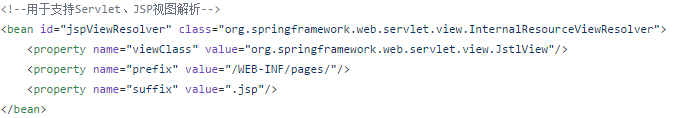 <!--用于支持Servlet、JSP视图解析-->
<bean id="jspViewResolver" class="org.springframework.web.servlet.view.InternalResourceViewResolver">
    <property name="viewClass" value="org.springframework.web.servlet.view.JstlView"/>
    <property name="prefix" value="/WEB-INF/pages/"/>
    <property name="suffix" value=".jsp"/>
</bean>